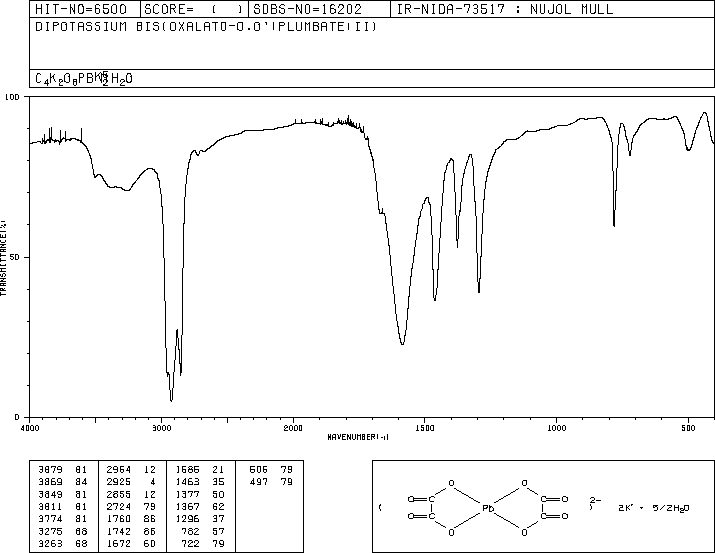 HIT-NO=6500 SCORE= ( ) SDBS-NO=16202 IR-NIDA-73517 : NUJOL MULL
DIPOTASSIUM BIS(OXALATO-O.O')PLUMBATE(II)
C4K2O8PBK5/2H2O
100
50
0
TRANSMITTANCE(%)
4000 3000 2000 1500 1000 500
WAVENUMBER(-1)
3879 81 2954 12 1586 21 506 79
3869 84 2925 4 1463 35 497 79
3849 81 2855 12 1377 50
3811 81 2724 79 1367 62
3774 81 1760 86 1296 37
3275 68 1742 86 782 57
3263 68 1672 60 722 79
( O C O Pb O C O )2- 2K+ · 5/2H2O
O C O O C O